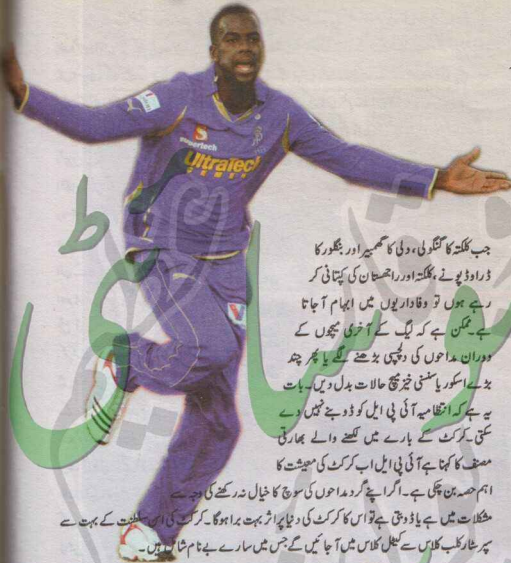 Supertech
UltraTech
CEMENT
جب کلکتہ کا گنگولی، دلی کا گھمبیر اور بنگلور کا
ڈراوڈ پونے، کلکتہ اور راجھستان کی کپتانی کر
رہے ہوں تو وفاداریوں میں ابہام آ جاتا
ہے۔ ممکن ہے کہ لیگ کے آخری میچوں کے
دوران مداحوں کی دلچسپی بڑھنے لگے یا پھر چند
بڑے اسکور یا سنسنی خیز میچ حالات بدل دیں۔ بات
یہ ہے کہ انتظامیہ آئی پی ایل کو ڈوبنے نہیں دے
سکتی۔ کرکٹ کے بارے میں لکھنے والے بھارتی
مصنف کا کہنا ہے آئی پی ایل اب کرکٹ کی معیشت کا
اہم حصہ بن چکی ہے۔ اگر اپنے گرد مداحوں کی سوچ کا خیال نہ رکھنے کی وجہ سے
مشکلات میں ہے یا ڈوبتی ہے تو اس کا کرکٹ کی دنیا پر اثر بہت برا ہوگا۔ کرکٹ کی اس سلطنت کے بہت سے
سپر سٹار کلب کلاس سے کیٹل کلاس میں آ جائیں گے جس میں سارے بے نام شامل ہیں۔